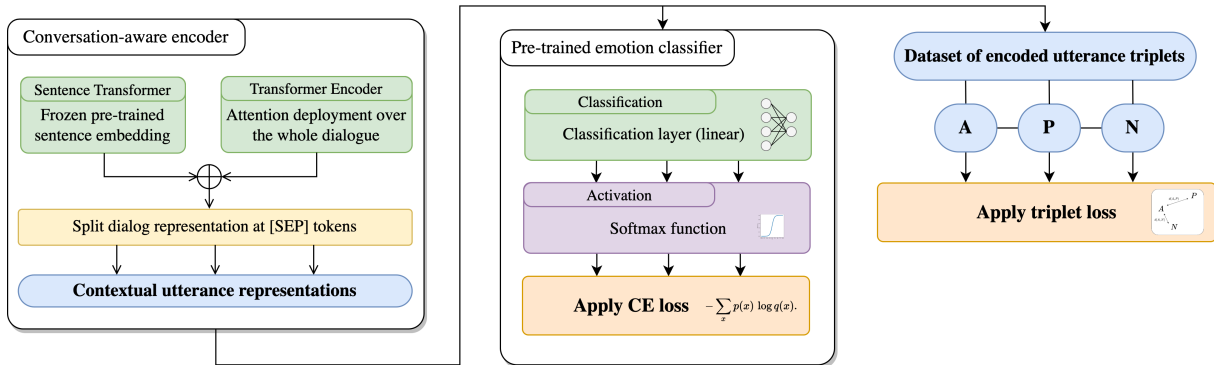 Conversation-aware encoder
Sentence Transformer
Frozen pre-trained
sentence embedding
Transformer Encoder
Attention deployment over
the whole dialogue
Split dialog representation at [SEP] tokens
Contextual utterance representations
Pre-trained emotion classifier
Classification
Classification layer (linear)
Activation
Softmax function
Apply CE loss
−∑ₓ p(x) log q(x).
Dataset of encoded utterance triplets
A
P
N
Apply triplet loss
P
A
N